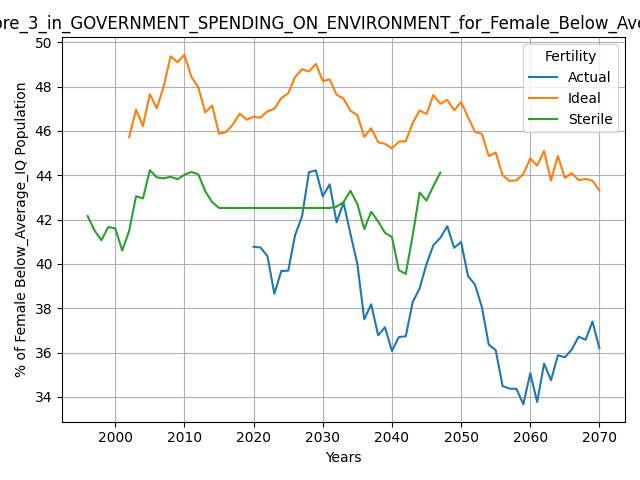 ore_3_in_GOVERNMENT_SPENDING_ON_ENVIRONMENT_for_Female_Below_Ave
Fertility
Actual
Ideal
Sterile
% of Female Below_Average_IQ Population
50
48
46
44
42
40
38
36
34
2000
2010
2020
2030
2040
2050
2060
2070
Years